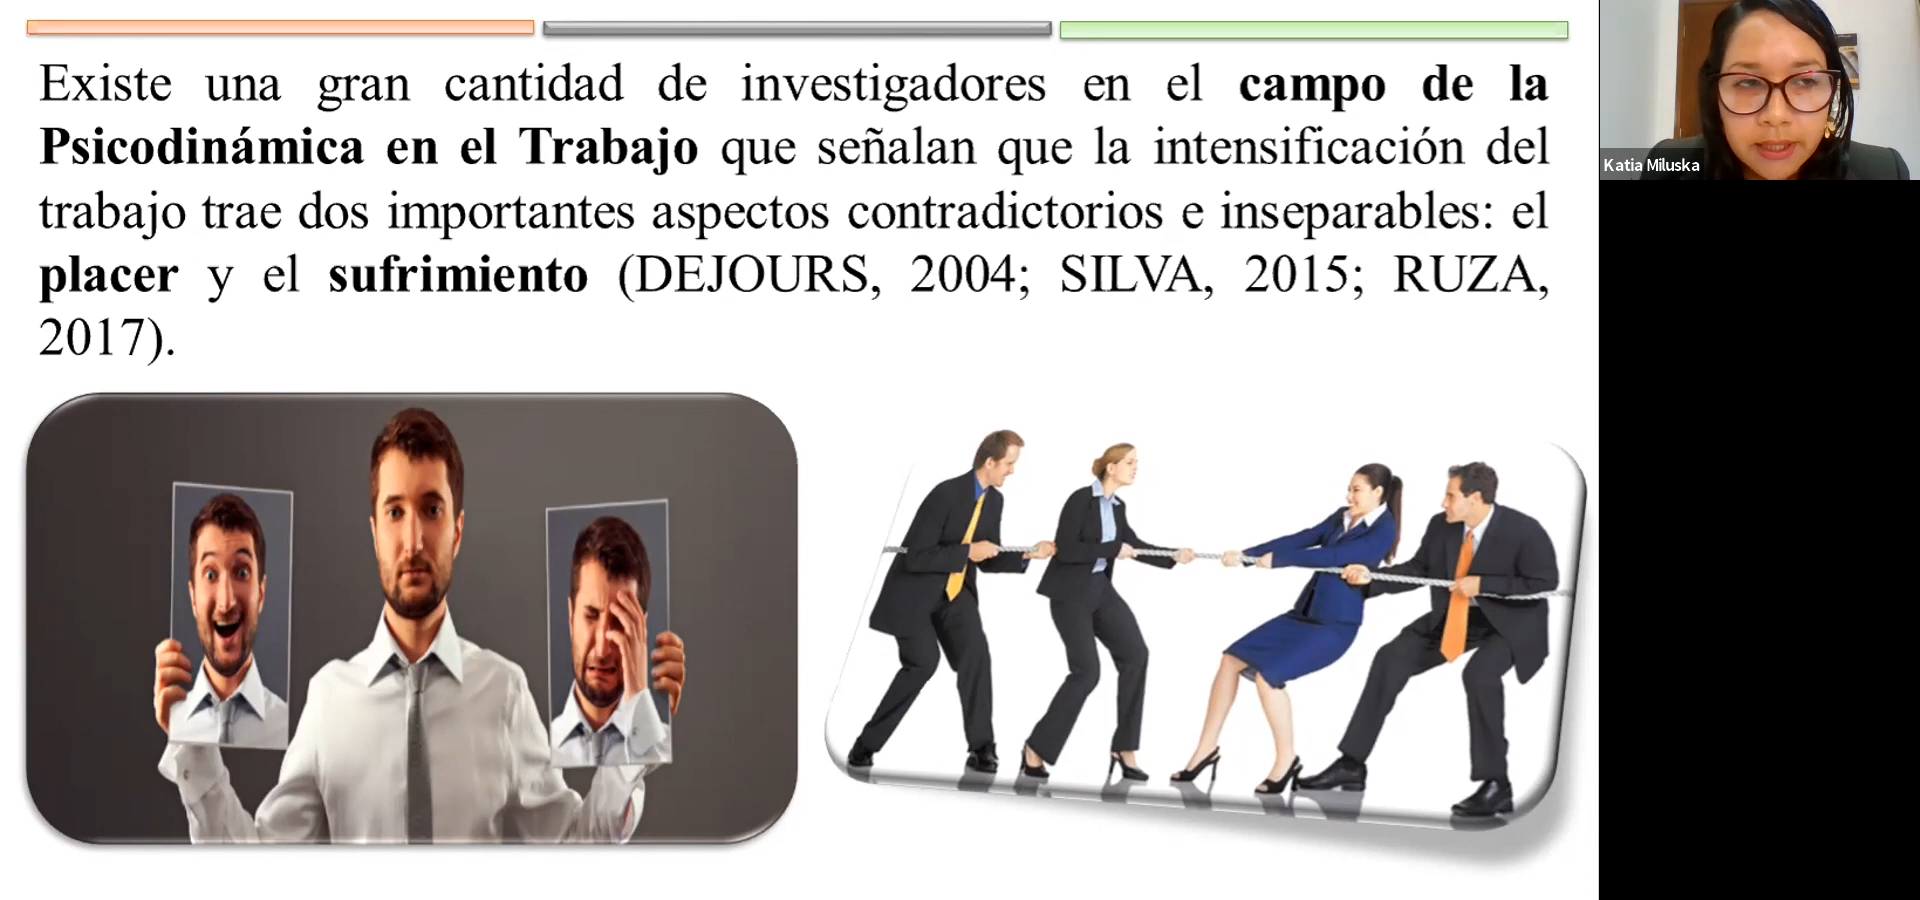 Existe una gran cantidad de investigadores en el campo de la
Psicodinámica en el Trabajo que señalan que la intensificación del
trabajo trae dos importantes aspectos contradictorios e inseparables: el
placer y el sufrimiento (DEJOURS, 2004; SILVA, 2015; RUZA,
2017).
Katia Miluska